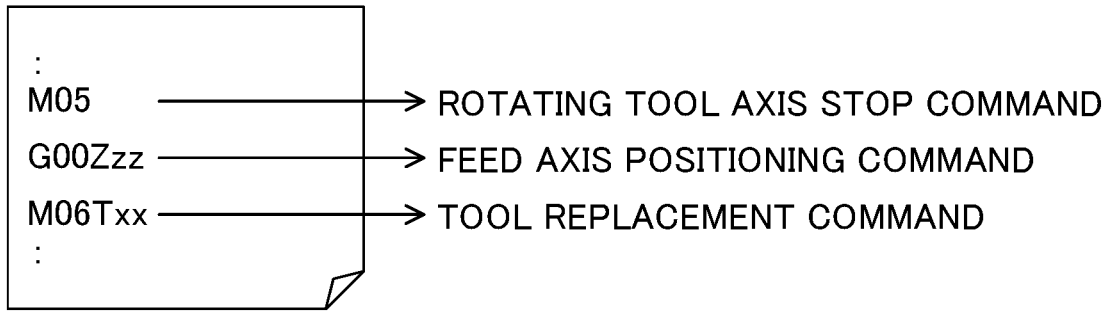 :
M05 → ROTATING TOOL AXIS STOP COMMAND
G00Zzz → FEED AXIS POSITIONING COMMAND
M06Txx → TOOL REPLACEMENT COMMAND
: